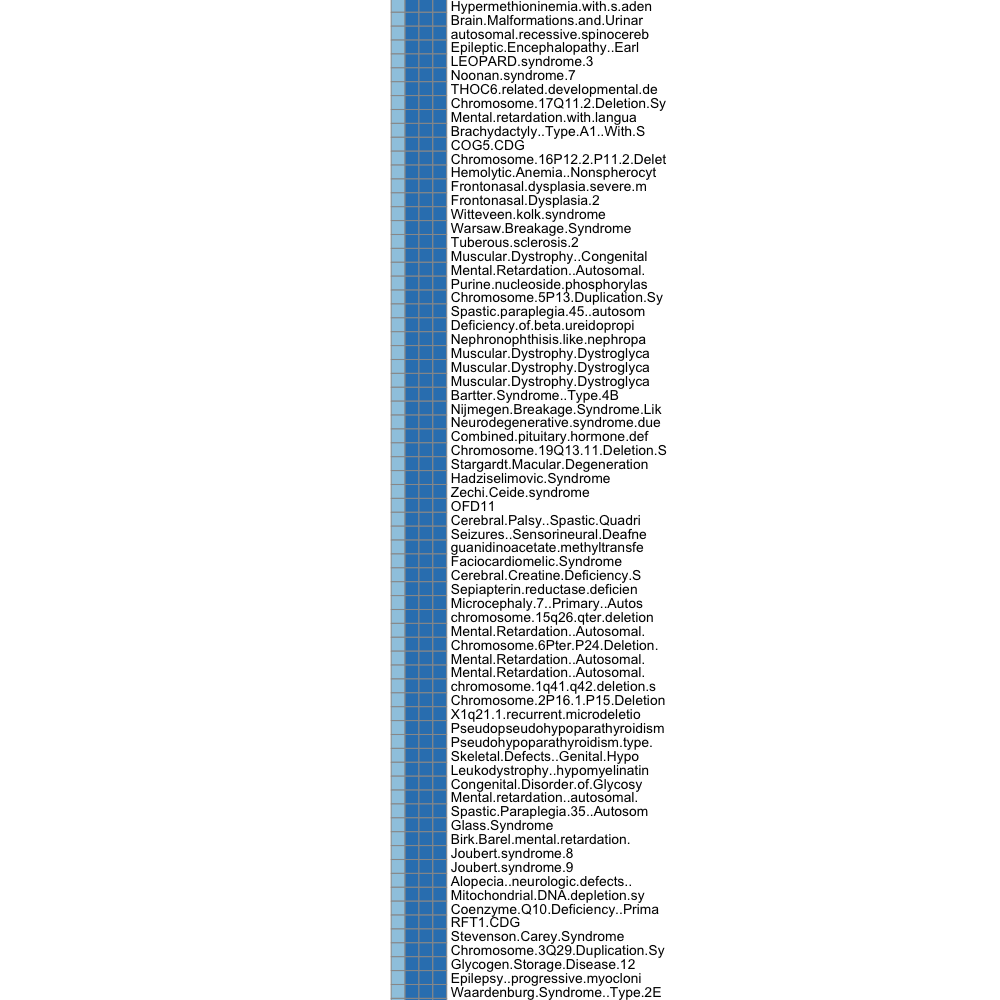 Hypermethioninemia.with.s.aden
Brain.Malformations.and.Urinar
autosomal.recessive.spinocereb
Epileptic.Encephalopathy..Earl
LEOPARD.syndrome.3
Noonan.syndrome.7
THOC6.related.developmental.de
Chromosome.17Q11.2.Deletion.Sy
Mental.retardation.with.langua
Brachydactyly..Type.A1..With.S
COG5.CDG
Chromosome.16P12.2.P11.2.Delet
Hemolytic.Anemia..Nonspherocyt
Frontonasal.dysplasia.severe.m
Frontonasal.Dysplasia.2
Witteveen.kolk.syndrome
Warsaw.Breakage.Syndrome
Tuberous.sclerosis.2
Muscular.Dystrophy..Congenital
Mental.Retardation..Autosomal.
Purine.nucleoside.phosphorylas
Chromosome.5P13.Duplication.Sy
Spastic.paraplegia.45..autosom
Deficiency.of.beta.ureidopropi
Nephronophthisis.like.nephropa
Muscular.Dystrophy.Dystroglyca
Muscular.Dystrophy.Dystroglyca
Muscular.Dystrophy.Dystroglyca
Bartter.Syndrome..Type.4B
Nijmegen.Breakage.Syndrome.Lik
Neurodegenerative.syndrome.due
Combined.pituitary.hormone.def
Chromosome.19Q13.11.Deletion.S
Stargardt.Macular.Degeneration
Hadziselimovic.Syndrome
Zechi.Ceide.syndrome
OFD11
Cerebral.Palsy..Spastic.Quadri
Seizures..Sensorineural.Deafne
guanidinoacetate.methyltransfe
Faciocardiomelic.Syndrome
Cerebral.Creatine.Deficiency.S
Sepiapterin.reductase.deficien
Microcephaly.7..Primary..Autos
chromosome.15q26.qter.deletion
Mental.Retardation..Autosomal.
Chromosome.6Pter.P24.Deletion.
Mental.Retardation..Autosomal.
Mental.Retardation..Autosomal.
chromosome.1q41.q42.deletion.s
Chromosome.2P16.1.P15.Deletion
X1q21.1.recurrent.microdeletio
Pseudopseudohypoparathyroidism
Pseudohypoparathyroidism.type.
Skeletal.Defects..Genital.Hypo
Leukodystrophy..hypomyelinatin
Congenital.Disorder.of.Glycosy
Mental.retardation..autosomal.
Spastic.Paraplegia.35..Autosom
Glass.Syndrome
Birk.Barel.mental.retardation.
Joubert.syndrome.8
Joubert.syndrome.9
Alopecia..neurologic.defects..
Mitochondrial.DNA.depletion.sy
Coenzyme.Q10.Deficiency..Prima
RFT1.CDG
Stevenson.Carey.Syndrome
Chromosome.3Q29.Duplication.Sy
Glycogen.Storage.Disease.12
Epilepsy..progressive.myocloni
Waardenburg.Syndrome..Type.2E